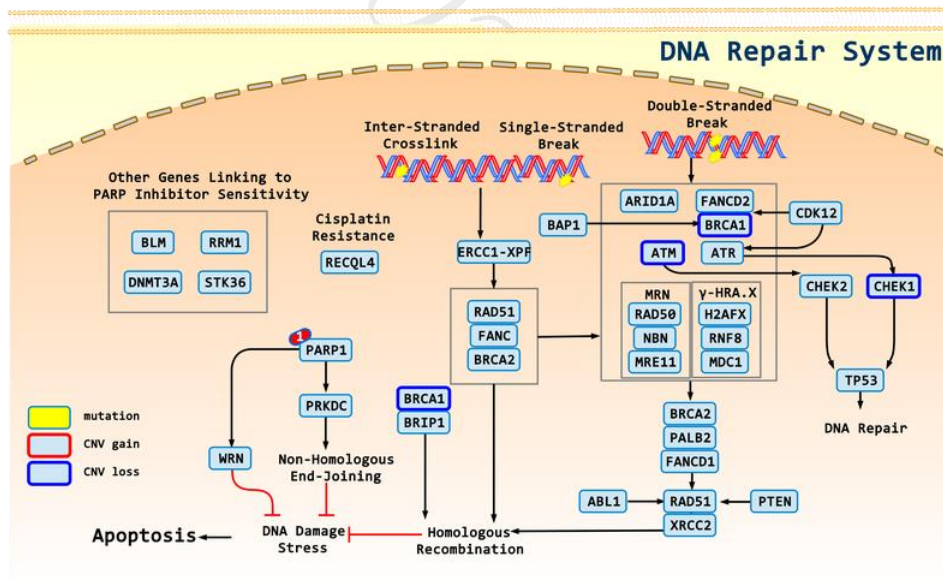 DNA Repair System
Double-Stranded
Break
Inter-Stranded
Crosslink
Single-Stranded
Break
Other Genes Linking to
PARP Inhibitor Sensitivity
BLM
RRM1
DNMT3A
STK36
Cisplatin
Resistance
RECQL4
ERCC1-XPF
RAD51
FANC
BRCA2
BAP1
ARID1A
FANCD2
BRCA1
CDK12
ATM
ATR
CHEK2
CHEK1
MRN
RAD50
NBN
MRE11
γ-HRA.X
H2AFX
RNF8
MDC1
TP53
DNA Repair
1
PARP1
PRKDC
WRN
Non-Homologous
End-Joining
BRCA1
BRIP1
BRCA2
PALB2
FANCD1
ABL1
RAD51
PTEN
XRCC2
mutation
CNV gain
CNV loss
Apoptosis
DNA Damage
Stress
Homologous
Recombination